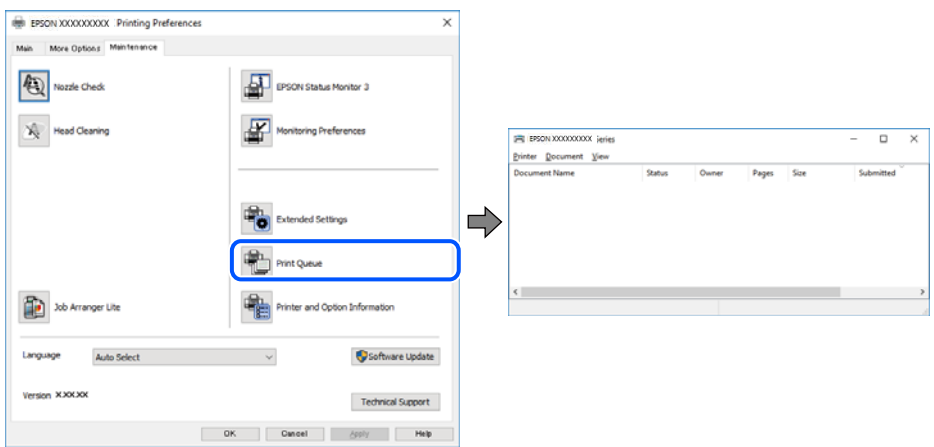 EPSON XXXXXXXXX Printing Preferences
Main More Options Maintenance
Nozzle Check
EPSON Status Monitor 3
Head Cleaning
Monitoring Preferences
Extended Settings
Print Queue
Job Arranger Lite
Printer and Option Information
Language Auto Select Software Update
Version X.XX.XX
Technical Support
OK Cancel Apply Help
EPSON XXXXXXXXX ieries
Printer Document View
Document Name Status Owner Pages Size Submitted